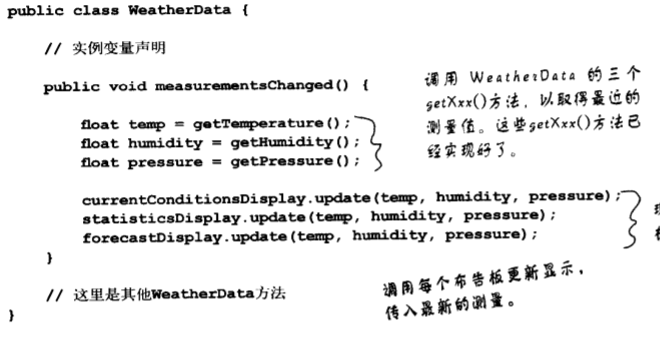 public class WeatherData {
// 实例变量声明
public void measurementsChanged() {
float temp = getTemperature();
float humidity = getHumidity();
float pressure = getPressure();
调用 WeatherData 的三个
getXxx()方法，以取得最近的
测量值。这些getXxx()方法已
经实现好了。
currentConditionsDisplay.update(temp, humidity, pressure);
statisticsDisplay.update(temp, humidity, pressure);
forecastDisplay.update(temp, humidity, pressure);
}
// 这里是其他WeatherData方法
调用每个布告板更新显示，
传入最新的测量。
}